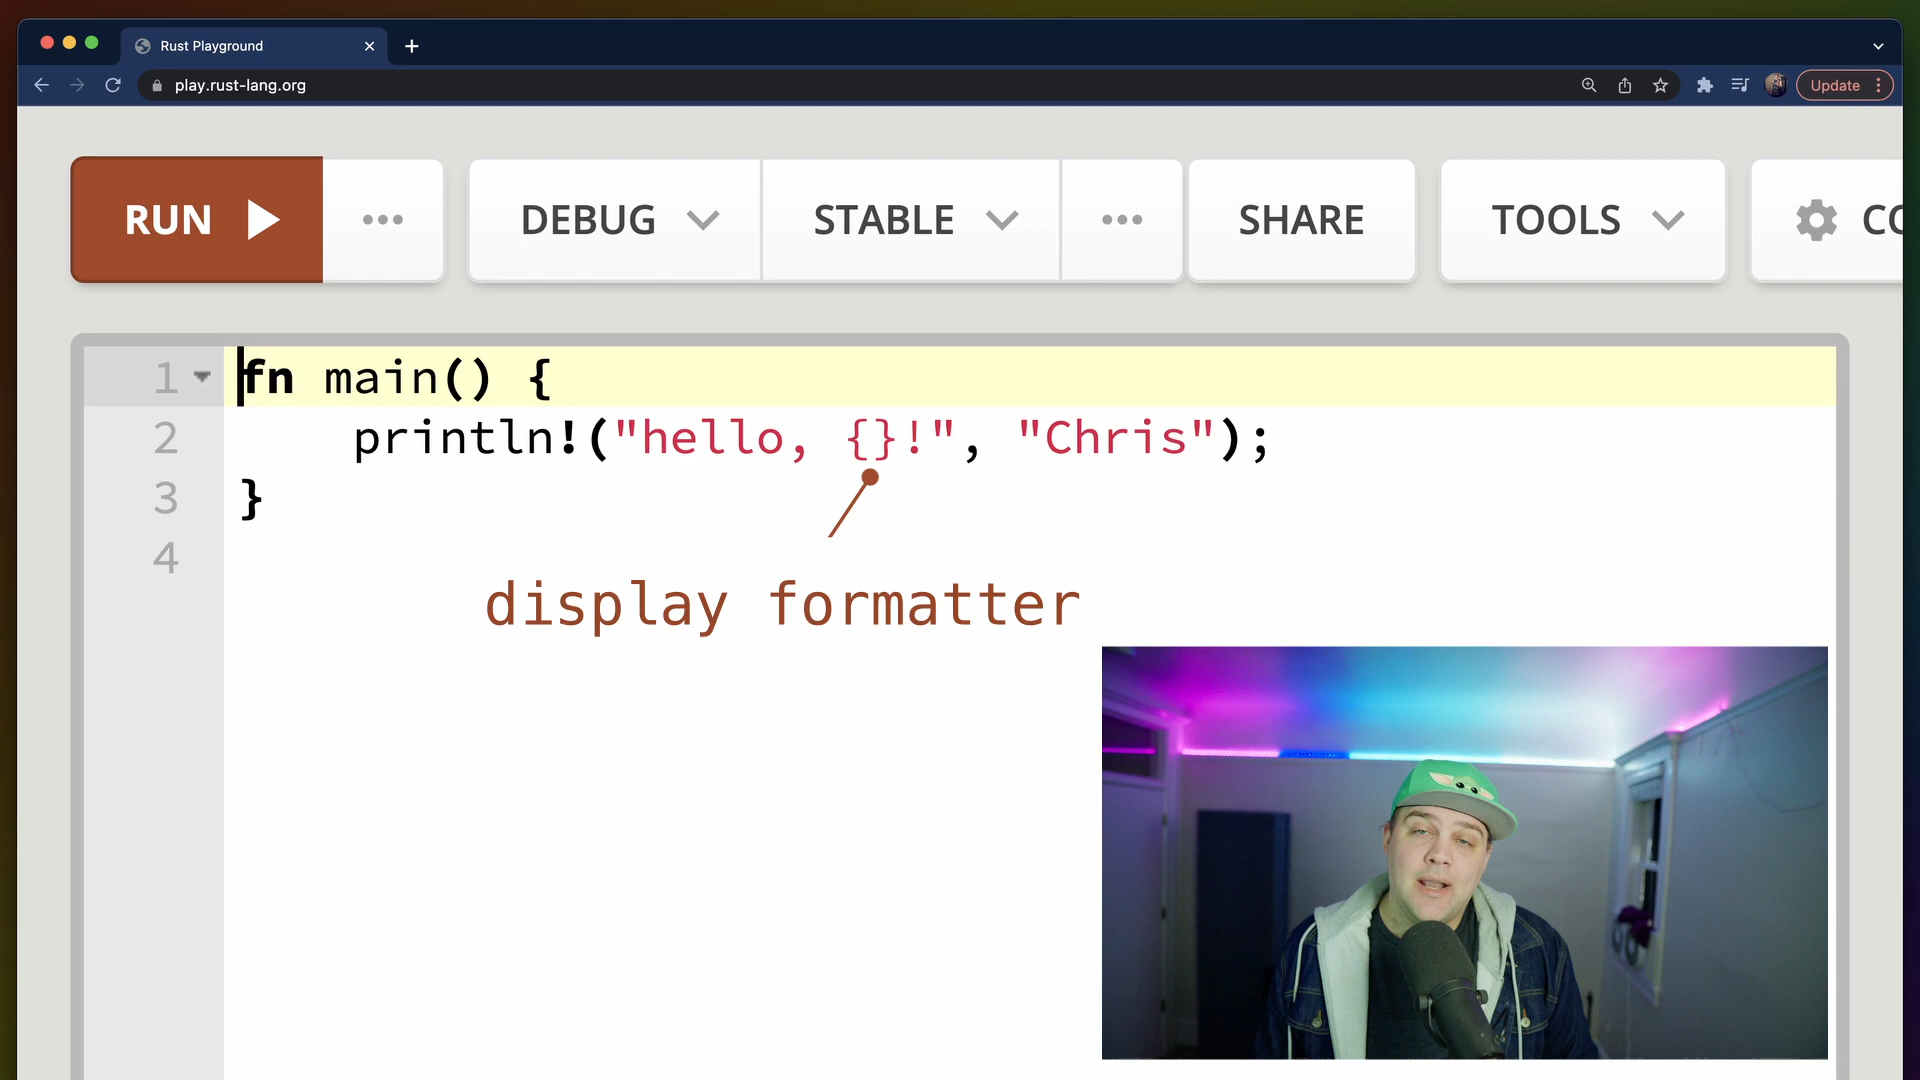 Rust Playground
play.rust-lang.org
Update
RUN
DEBUG
STABLE
SHARE
TOOLS
CO
1 fn main() {
2 println!("hello, {}!", "Chris");
3 }
4
display formatter